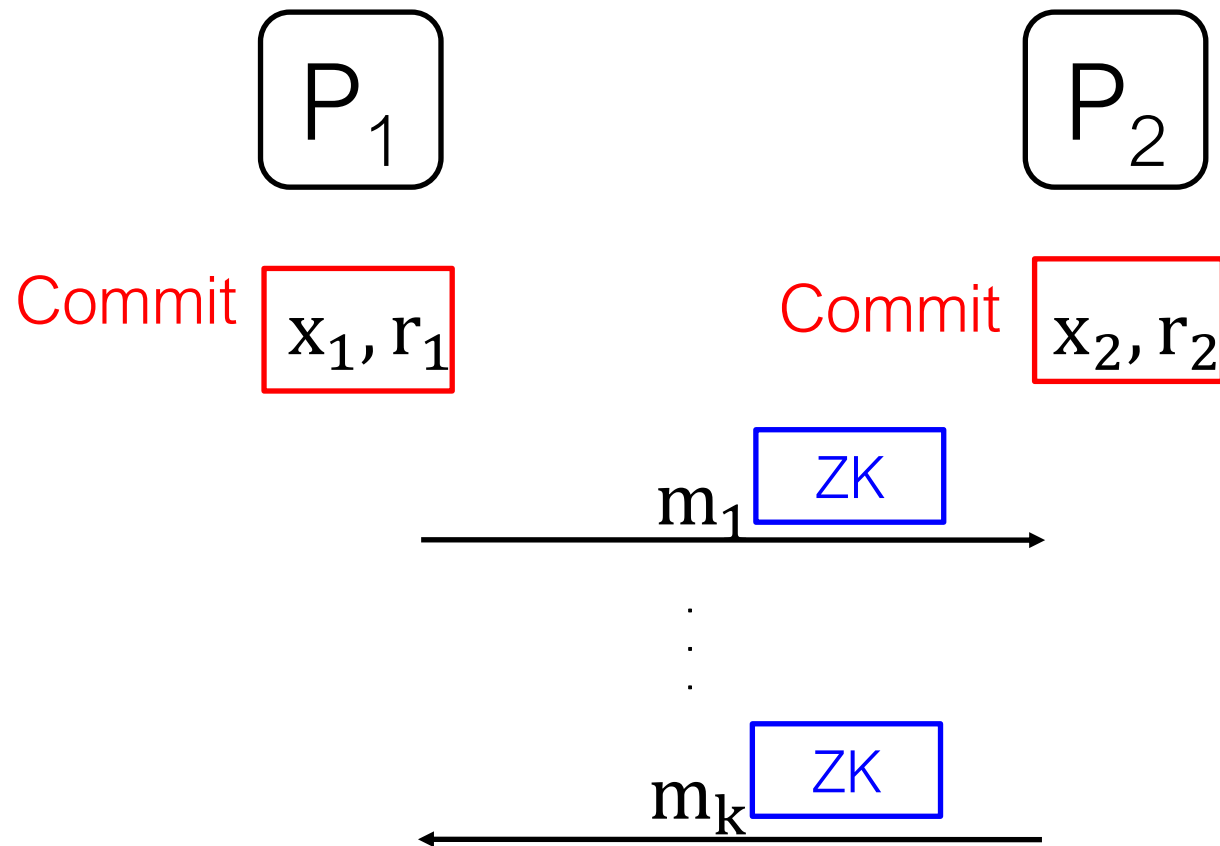 P₁
P₂
Commit x₁, r₁
Commit x₂, r₂
m₁ ZK
.
.
.
mₖ ZK